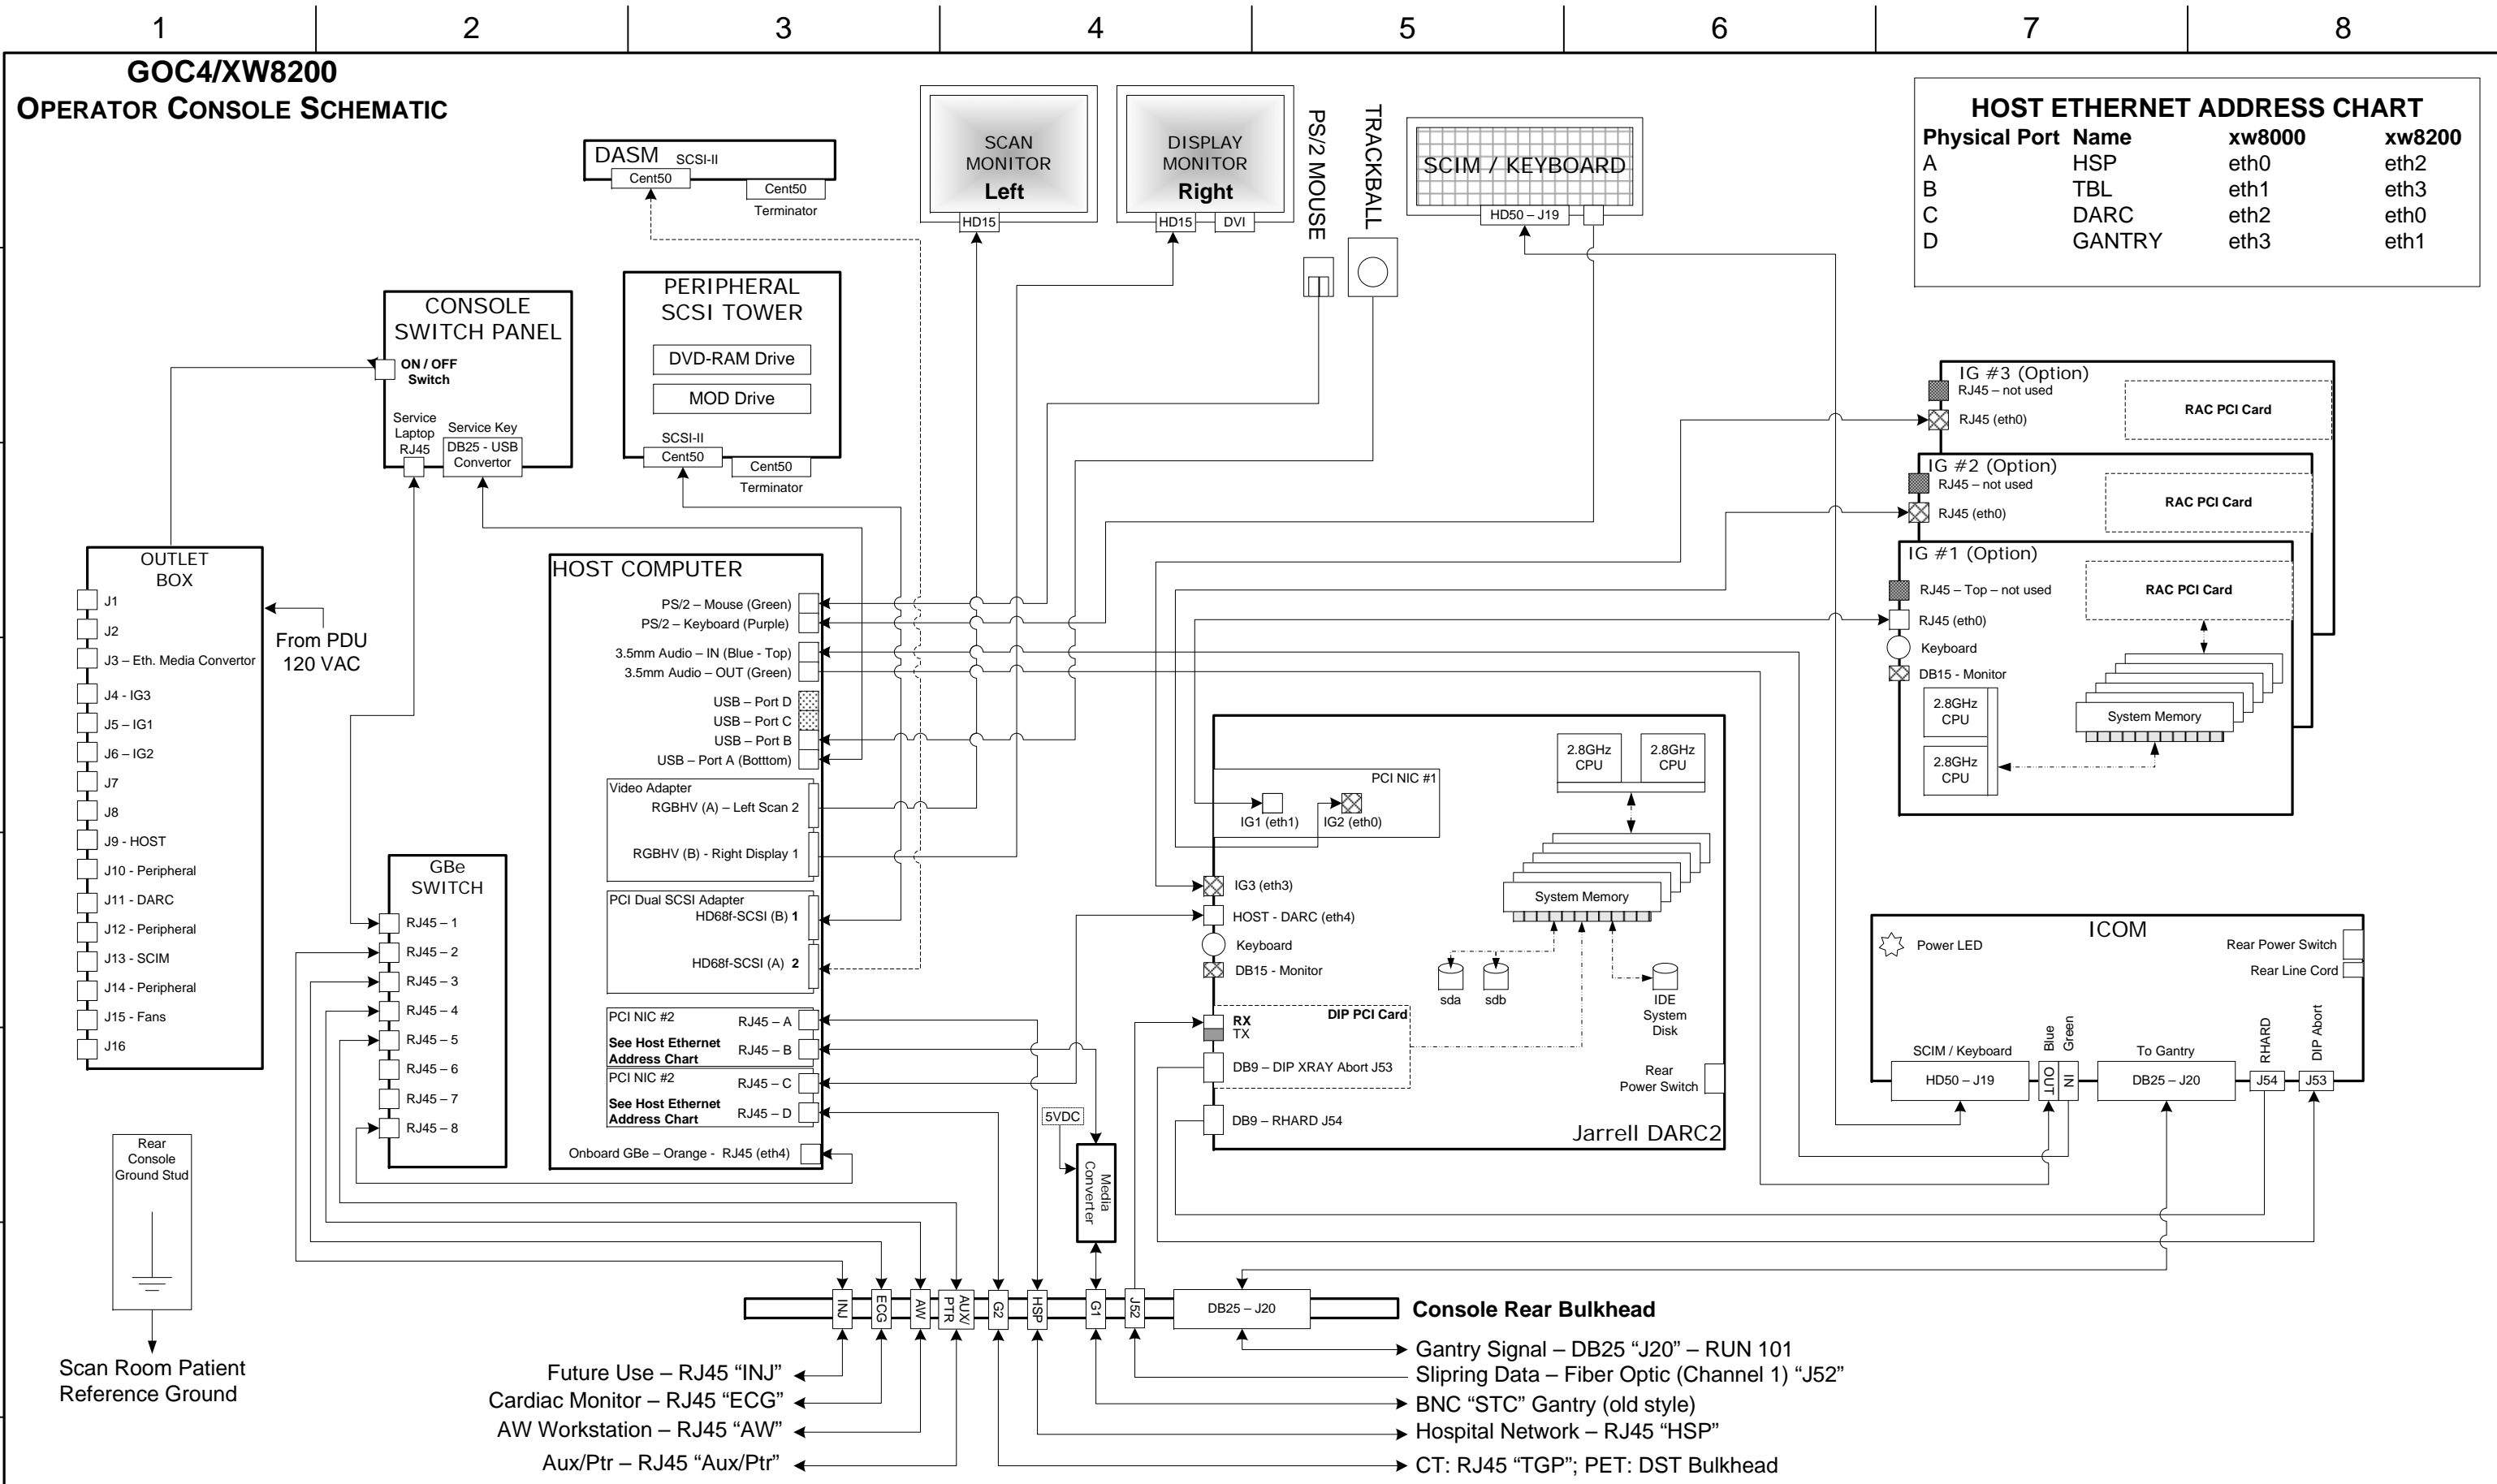 1 2 3 4 5 6 7 8
GOC4/XW8200
OPERATOR CONSOLE SCHEMATIC
HOST ETHERNET ADDRESS CHART
Physical Port Name xw8000 xw8200
A HSP eth0 eth2
B TBL eth1 eth3
C DARC eth2 eth0
D GANTRY eth3 eth1
DASM SCSI-II
Cent50
Cent50
Terminator
SCAN
MONITOR
Left
HD15
DISPLAY
MONITOR
Right
HD15
DVI
PS/2 MOUSE
TRACKBALL
SCIM / KEYBOARD
HD50 – J19
CONSOLE
SWITCH PANEL
ON / OFF
Switch
Service
Laptop
RJ45
Service Key
DB25 - USB
Convertor
PERIPHERAL
SCSI TOWER
DVD-RAM Drive
MOD Drive
SCSI-II
Cent50
Cent50
Terminator
IG #3 (Option)
RJ45 – not used
RJ45 (eth0)
RAC PCI Card
IG #2 (Option)
RJ45 – not used
RJ45 (eth0)
RAC PCI Card
IG #1 (Option)
RJ45 – Top – not used
RJ45 (eth0)
Keyboard
DB15 - Monitor
RAC PCI Card
2.8GHz
CPU
2.8GHz
CPU
System Memory
OUTLET
BOX
J1
J2
J3 – Eth. Media Convertor
J4 - IG3
J5 – IG1
J6 – IG2
J7
J8
J9 - HOST
J10 - Peripheral
J11 - DARC
J12 - Peripheral
J13 - SCIM
J14 - Peripheral
J15 - Fans
J16
From PDU
120 VAC
GBe
SWITCH
RJ45 – 1
RJ45 – 2
RJ45 – 3
RJ45 – 4
RJ45 – 5
RJ45 – 6
RJ45 – 7
RJ45 – 8
HOST COMPUTER
PS/2 – Mouse (Green)
PS/2 – Keyboard (Purple)
3.5mm Audio – IN (Blue - Top)
3.5mm Audio – OUT (Green)
USB – Port D
USB – Port C
USB – Port B
USB – Port A (Botttom)
Video Adapter
RGBHV (A) – Left Scan 2
RGBHV (B) - Right Display 1
PCI Dual SCSI Adapter
HD68f-SCSI (B) 1
HD68f-SCSI (A) 2
PCI NIC #2
RJ45 – A
See Host Ethernet
Address Chart
RJ45 – B
PCI NIC #2
RJ45 – C
See Host Ethernet
Address Chart
RJ45 – D
Onboard GBe – Orange - RJ45 (eth4)
5VDC
Media
Converter
PCI NIC #1
IG1 (eth1)
IG2 (eth0)
2.8GHz
CPU
2.8GHz
CPU
System Memory
IG3 (eth3)
HOST - DARC (eth4)
Keyboard
DB15 - Monitor
sda
sdb
IDE
System
Disk
RX
TX
DIP PCI Card
DB9 – DIP XRAY Abort J53
DB9 – RHARD J54
Rear
Power Switch
Jarrell DARC2
ICOM
Power LED
Rear Power Switch
Rear Line Cord
SCIM / Keyboard
HD50 – J19
Blue
Green
OUT
IN
To Gantry
DB25 – J20
RHARD
J54
DIP Abort
J53
Rear
Console
Ground Stud
Scan Room Patient
Reference Ground
INJ
ECG
AW
AUX/
PTR
G2
HSP
G1
J52
DB25 – J20
Console Rear Bulkhead
Future Use – RJ45 “INJ”
Cardiac Monitor – RJ45 “ECG”
AW Workstation – RJ45 “AW”
Aux/Ptr – RJ45 “Aux/Ptr”
Gantry Signal – DB25 “J20” – RUN 101
Slipring Data – Fiber Optic (Channel 1) “J52”
BNC “STC” Gantry (old style)
Hospital Network – RJ45 “HSP”
CT: RJ45 “TGP”; PET: DST Bulkhead